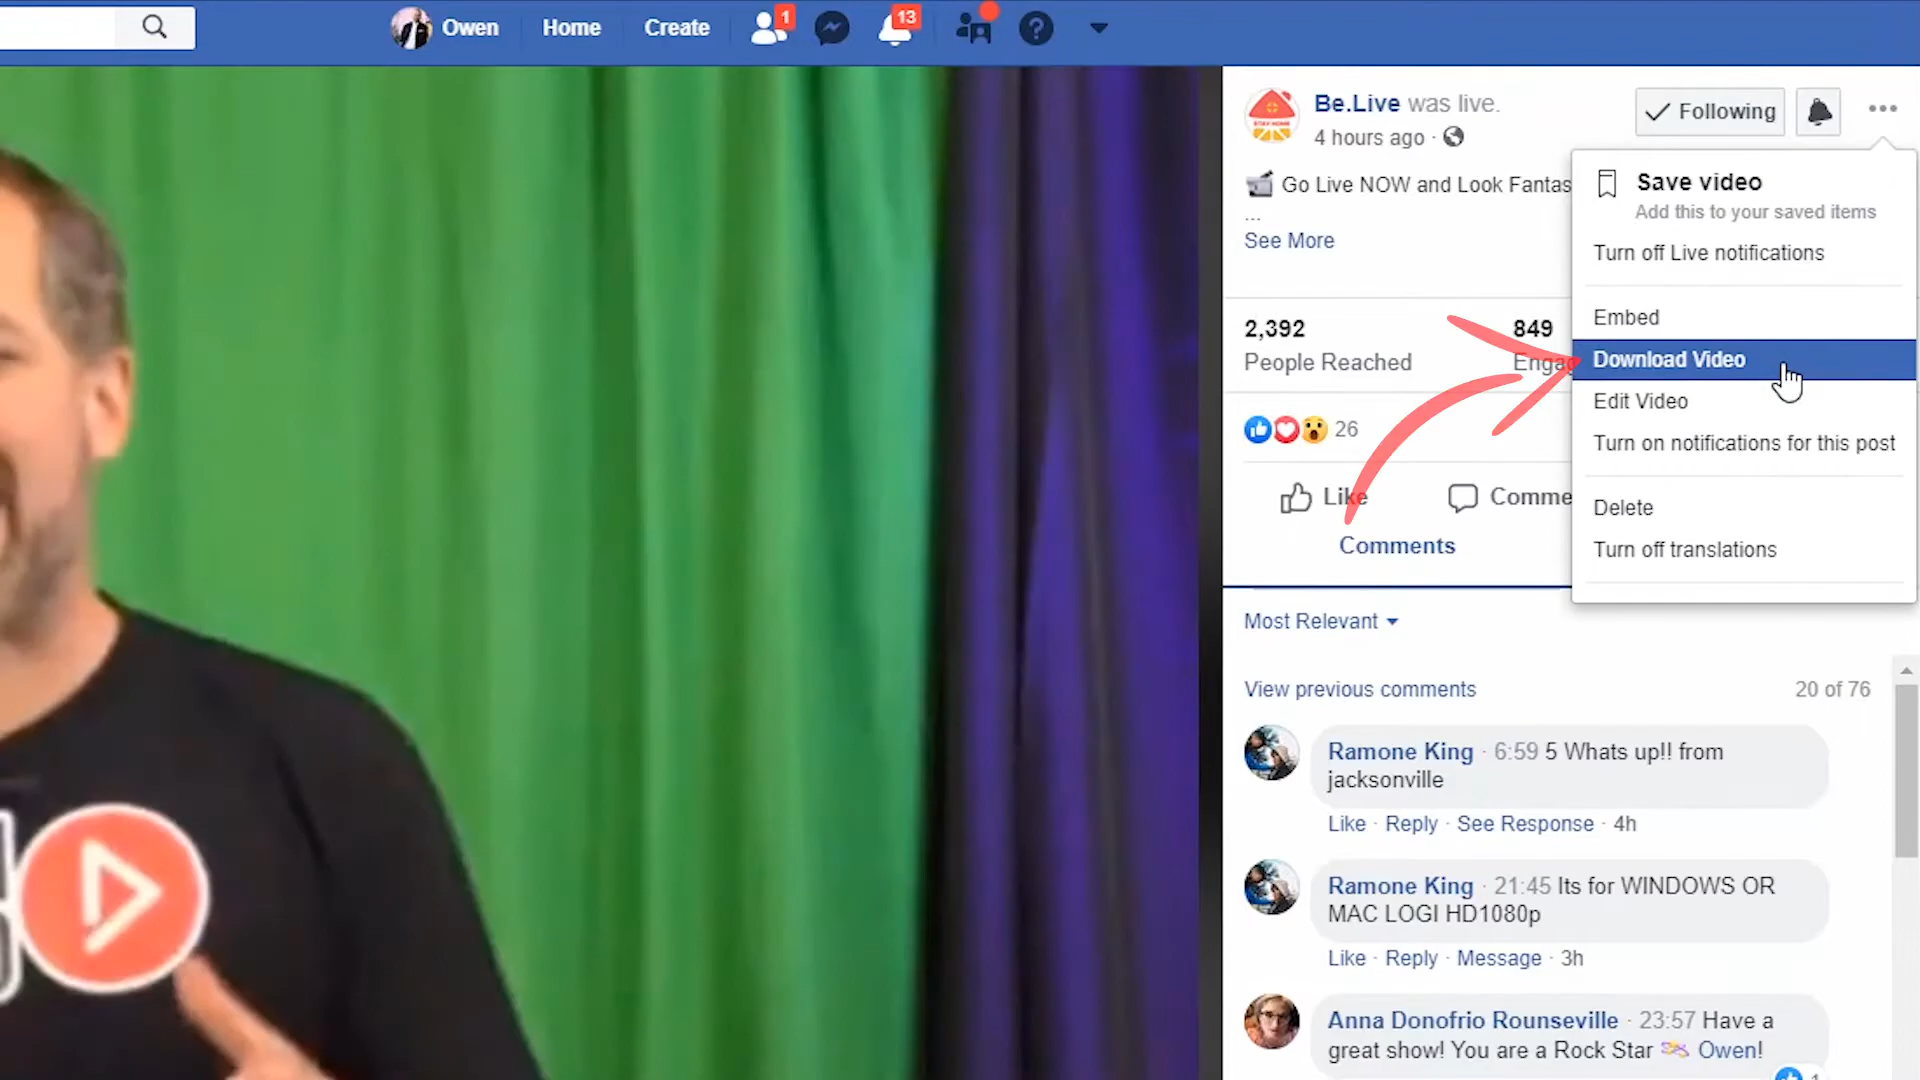 Owen
Home
Create
1
13
Be.Live was live.
4 hours ago ·
Following
Go Live NOW and Look Fantas
...
See More
Save video
Add this to your saved items
Turn off Live notifications
Embed
Download Video
Edit Video
Turn on notifications for this post
Delete
Turn off translations
2,392
People Reached
849
Engag
26
Like
Comme
Comments
Most Relevant
View previous comments
20 of 76
Ramone King · 6:59 5 Whats up!! from
jacksonville
Like · Reply · See Response · 4h
Ramone King · 21:45 Its for WINDOWS OR
MAC LOGI HD1080p
Like · Reply · Message · 3h
Anna Donofrio Rounseville · 23:57 Have a
great show! You are a Rock Star Owen!